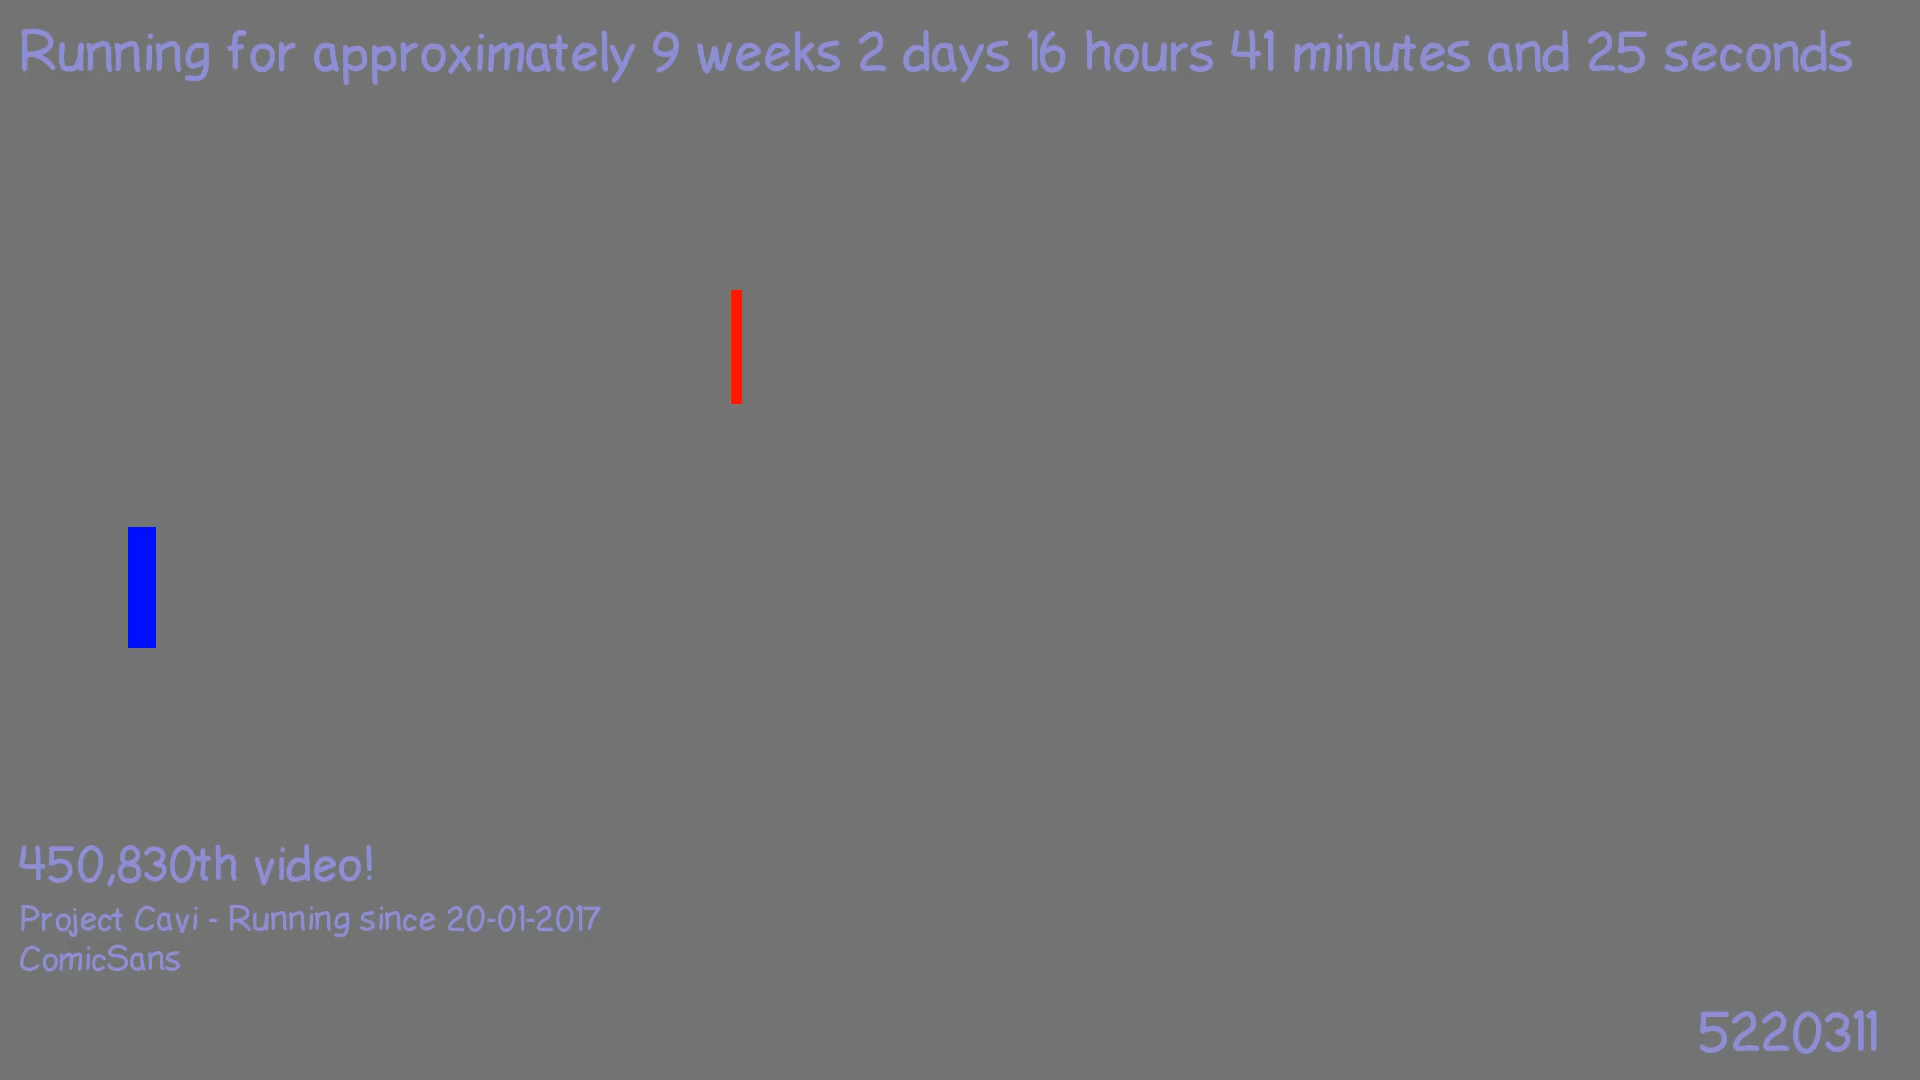 Running for approximately 9 weeks 2 days 16 hours 41 minutes and 25 seconds
450,830th video!
Project Cavi - Running since 20-01-2017
ComicSans
5220311